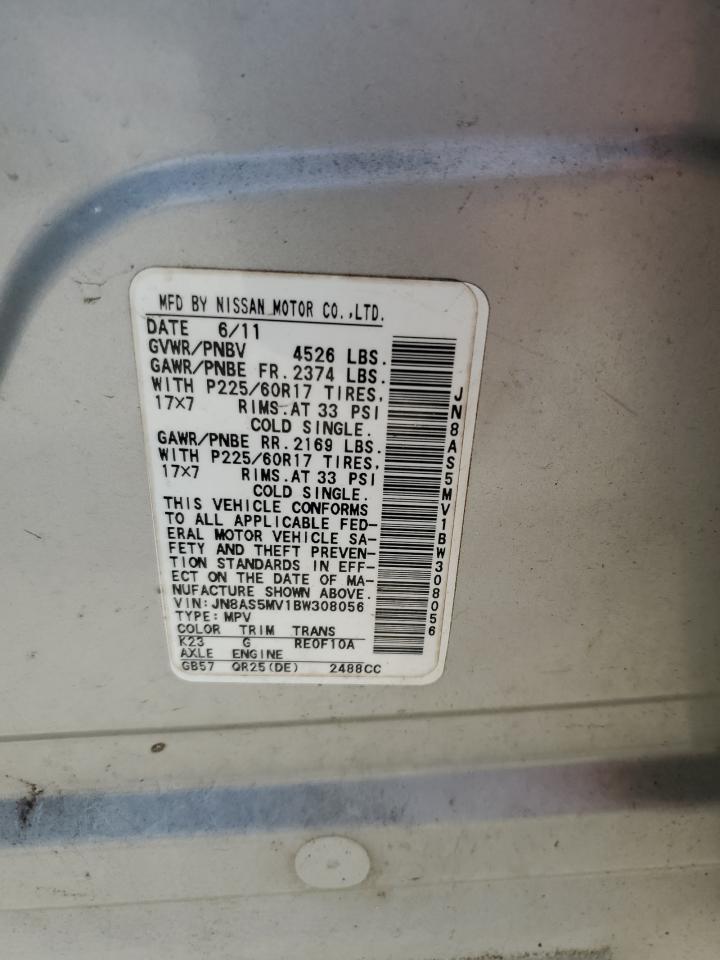 MFD BY NISSAN MOTOR CO.,LTD.
DATE 6/11
GVWR/PNBV 4526 LBS.
GAWR/PNBE FR. 2374 LBS.
WITH P225/60R17 TIRES,
17×7 RIMS.AT 33 PSI
COLD SINGLE.
GAWR/PNBE RR. 2169 LBS.
WITH P225/60R17 TIRES,
17×7 RIMS.AT 33 PSI
COLD SINGLE.
THIS VEHICLE CONFORMS
TO ALL APPLICABLE FED-
ERAL MOTOR VEHICLE SA-
FETY AND THEFT PREVEN-
TION STANDARDS IN EFF-
ECT ON THE DATE OF MA-
NUFACTURE SHOWN ABOVE.
VIN:JN8AS5MV1BW308056
TYPE:MPV
COLOR TRIM TRANS
K23 G RE0F10A
AXLE ENGINE
GB57 QR25(DE) 2488CC
JN8AS5MV1BW308056